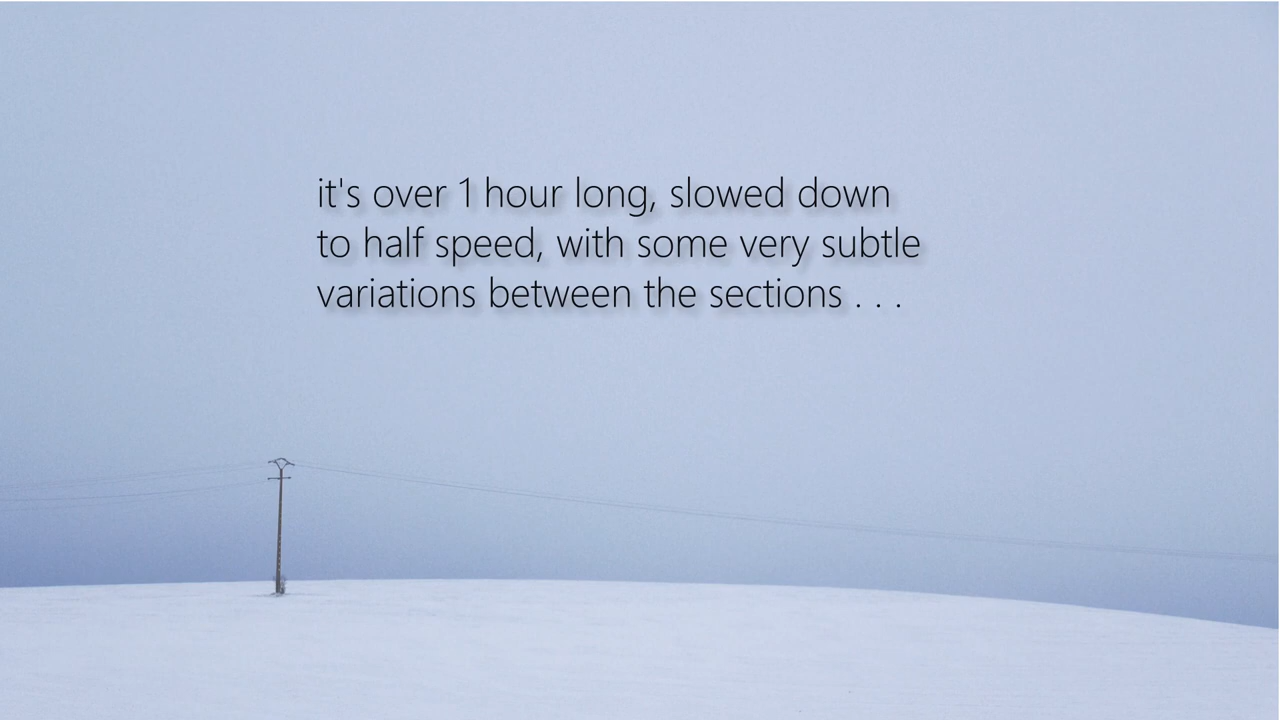 it's over 1 hour long, slowed down
to half speed, with some very subtle
variations between the sections . . .